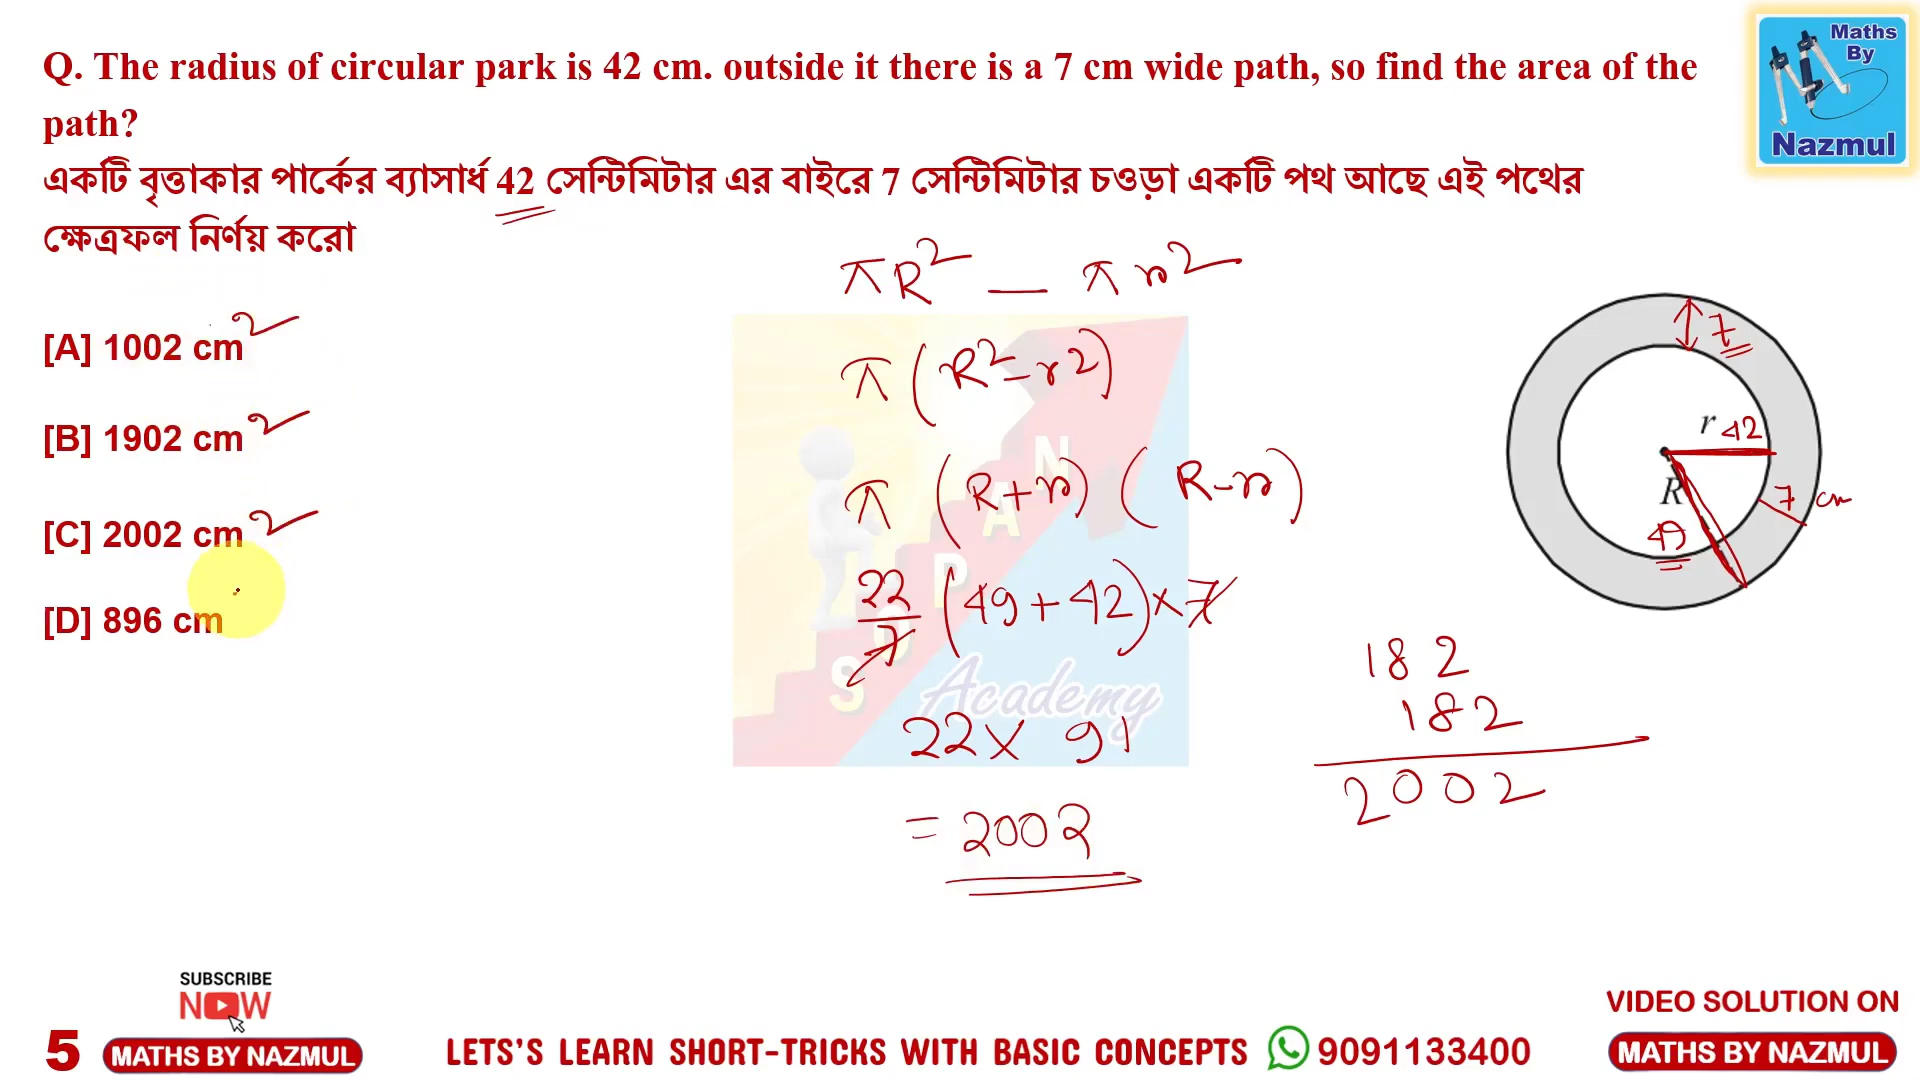 Q. The radius of circular park is 42 cm. outside it there is a 7 cm wide path, so find the area of the
path?
একটি বৃত্তাকার পার্কের ব্যাসার্ধ 42 সেন্টিমিটার এর বাইরে 7 সেন্টিমিটার চওড়া একটি পথ আছে এই পথের
ক্ষেত্রফল নির্ণয় করো
[A] 1002 cm²
[B] 1902 cm²
[C] 2002 cm²
[D] 896 cm
πR² – πr²
π(R²-r²)
π (R+r) (R-r)
22/7 (49+42)×7
22× 91
= 2002
7
r 42
R
49
7 cm
182
182
2002
SOPAN
Academy
Maths
By
Nazmul
SUBSCRIBE
NOW
5 MATHS BY NAZMUL
LETS'S LEARN SHORT-TRICKS WITH BASIC CONCEPTS 9091133400
VIDEO SOLUTION ON
MATHS BY NAZMUL